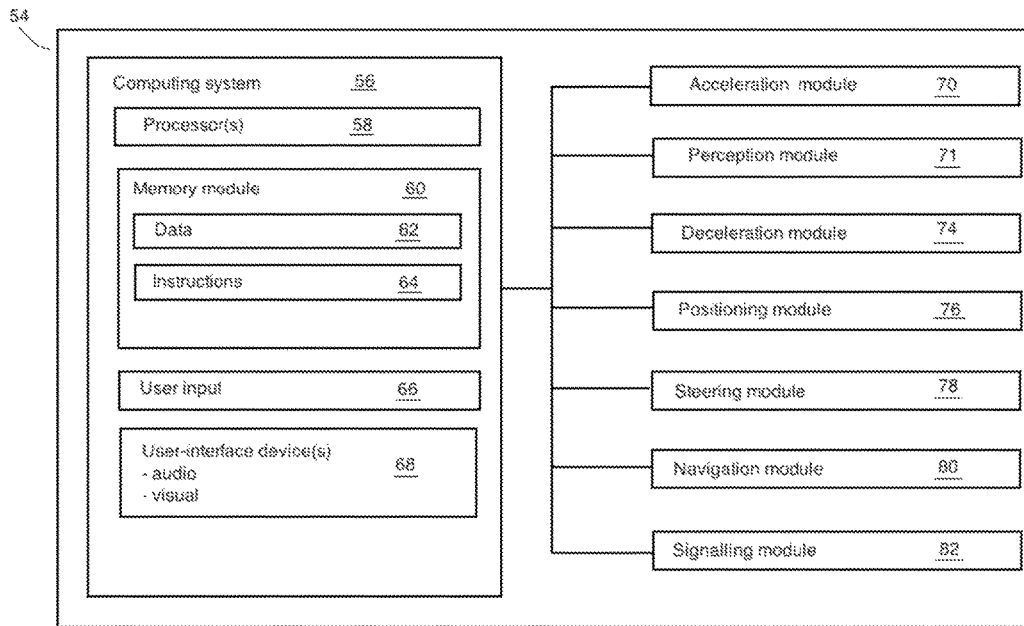 54
Computing system 56
Processor(s) 58
Memory module 60
Data 62
Instructions 64
User input 66
User-interface device(s) 68
- audio
- visual
Acceleration module 70
Perception module 71
Deceleration module 74
Positioning module 76
Steering module 78
Navigation module 80
Signalling module 82